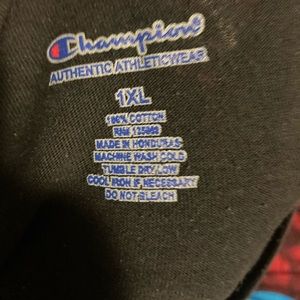 Champion
AUTHENTIC ATHLETICWEAR
1XL
100% COTTON
RN#
MADE IN HONDURAS
MACHINE WASH COLD
TUMBLE DRY LOW
COOL IRON IF NECESSARY
DO NOT BLEACH